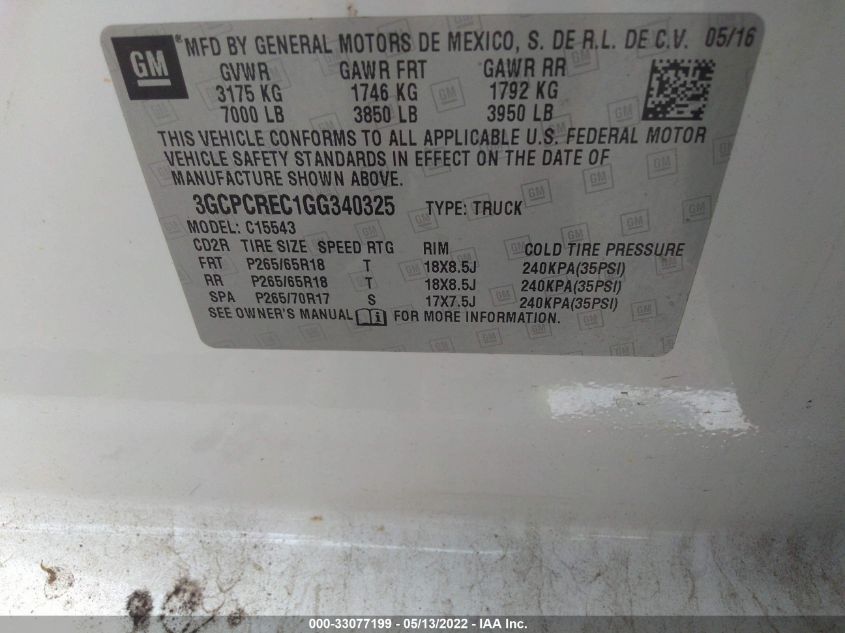 GM ® MFD BY GENERAL MOTORS DE MEXICO, S. DE R.L. DE C.V. 05/16
GVWR GAWR FRT GAWR RR
3175 KG 1746 KG 1792 KG
7000 LB 3850 LB 3950 LB
THIS VEHICLE CONFORMS TO ALL APPLICABLE U.S. FEDERAL MOTOR
VEHICLE SAFETY STANDARDS IN EFFECT ON THE DATE OF
MANUFACTURE SHOWN ABOVE.
3GCPCREC1GG340325 TYPE: TRUCK
MODEL: C15543
CD2R TIRE SIZE SPEED RTG RIM COLD TIRE PRESSURE
FRT P265/65R18 T 18X8.5J 240KPA(35PSI)
RR P265/65R18 T 18X8.5J 240KPA(35PSI)
SPA P265/70R17 S 17X7.5J 240KPA(35PSI)
SEE OWNER'S MANUAL FOR MORE INFORMATION.
000-33077199 - 05/13/2022 - IAA Inc.